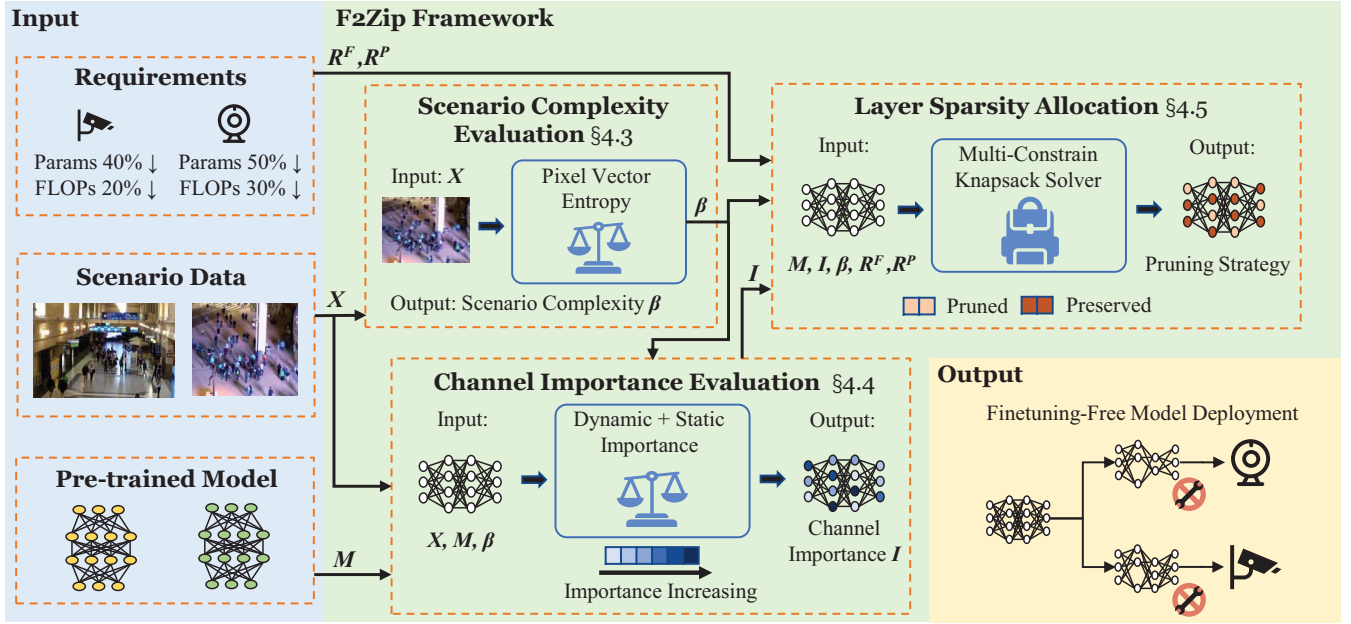 Input
F2Zip Framework
Requirements
Params 40% ↓
FLOPs 20% ↓
Params 50% ↓
FLOPs 30% ↓
Scenario Data
Pre-trained Model
R^F,R^P
X
M
Scenario Complexity
Evaluation §4.3
Input: X
Pixel Vector
Entropy
Output: Scenario Complexity β
β
I
Layer Sparsity Allocation §4.5
Input:
M, I, β, R^F,R^P
Multi-Constrain
Knapsack Solver
Output:
Pruning Strategy
Pruned
Preserved
Channel Importance Evaluation §4.4
Input:
X, M, β
Dynamic + Static
Importance
Importance Increasing
Output:
Channel
Importance I
Output
Finetuning-Free Model Deployment